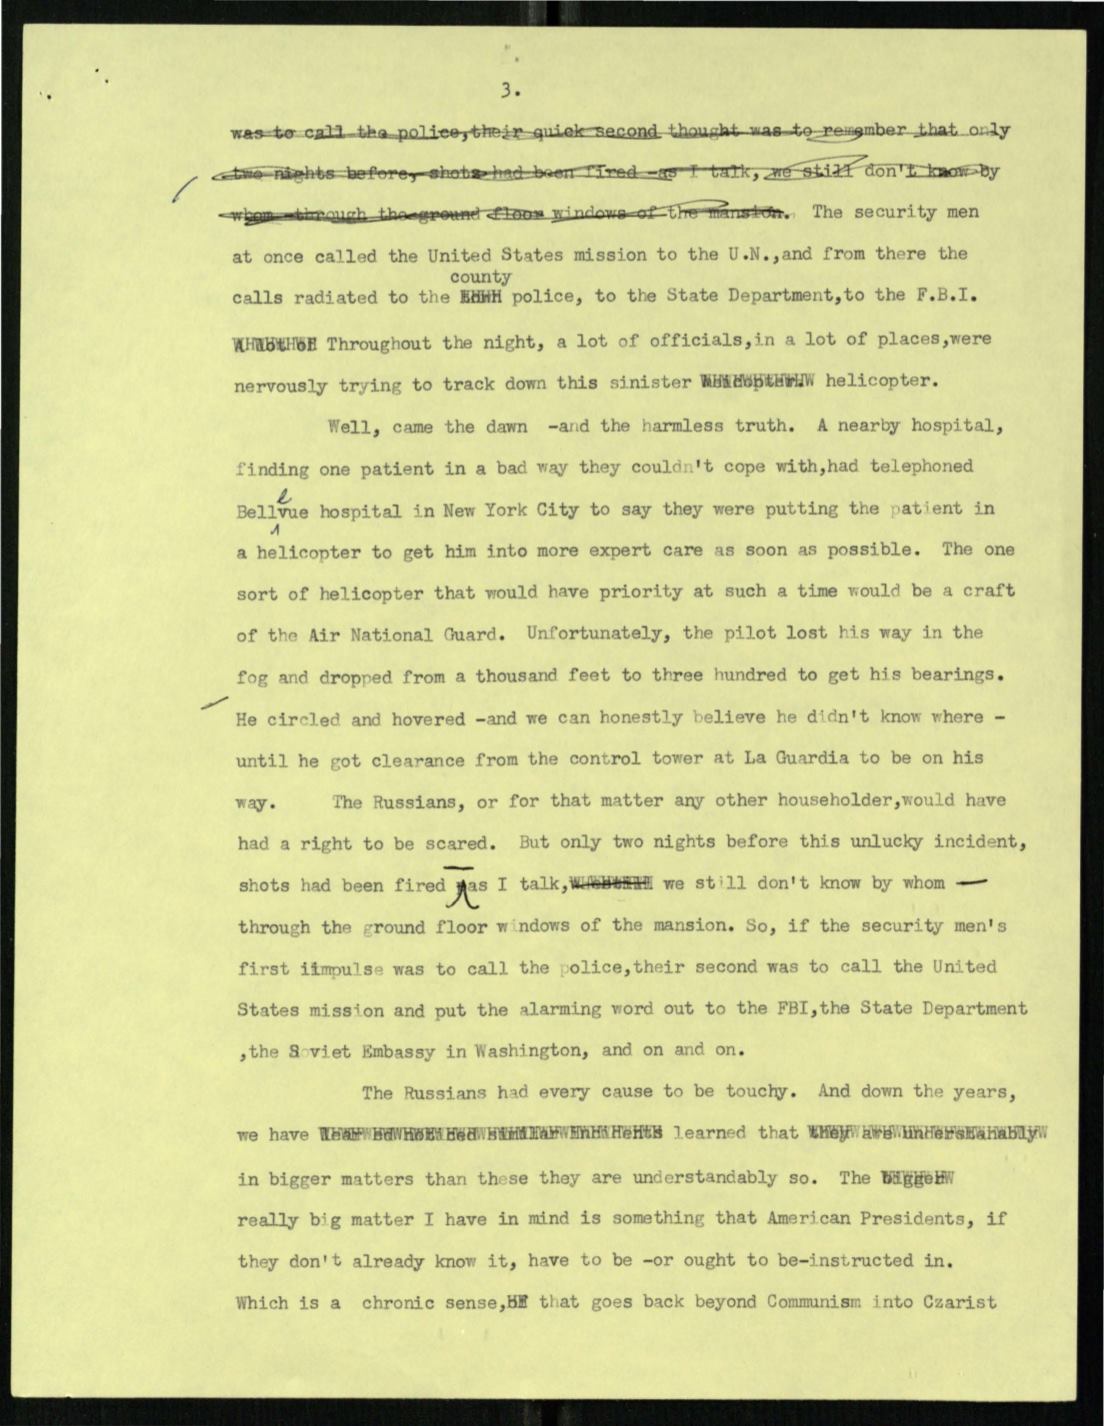 3.
was to call the police,their quick second thought was to remember that only
two nights before, shots had been fired -as I talk, we still don't know by
whom -through the ground floor windows of the mansion. The security men
at once called the United States mission to the U.N.,and from there the
county
calls radiated to the police, to the State Department,to the F.B.I.
A lot of Throughout the night, a lot of officials,in a lot of places,were
nervously trying to track down this sinister helicopter. helicopter.
Well, came the dawn -and the harmless truth. A nearby hospital,
finding one patient in a bad way they couldn't cope with,had telephoned
e
Bellvue hospital in New York City to say they were putting the patient in
a helicopter to get him into more expert care as soon as possible. The one
sort of helicopter that would have priority at such a time would be a craft
of the Air National Guard. Unfortunately, the pilot lost his way in the
fog and dropped from a thousand feet to three hundred to get his bearings.
He circled and hovered -and we can honestly believe he didn't know where -
until he got clearance from the control tower at La Guardia to be on his
way. The Russians, or for that matter any other householder,would have
had a right to be scared. But only two nights before this unlucky incident,
shots had been fired — as I talk, we still don't know by whom —
through the ground floor windows of the mansion. So, if the security men's
first iimpulse was to call the police,their second was to call the United
States mission and put the alarming word out to the FBI,the State Department
,the Soviet Embassy in Washington, and on and on.
The Russians had every cause to be touchy. And down the years,
we have learned that they are understanably
in bigger matters than these they are understandably so. The bigger
really big matter I have in mind is something that American Presidents, if
they don't already know it, have to be -or ought to be-instructed in.
Which is a chronic sense, that goes back beyond Communism into Czarist